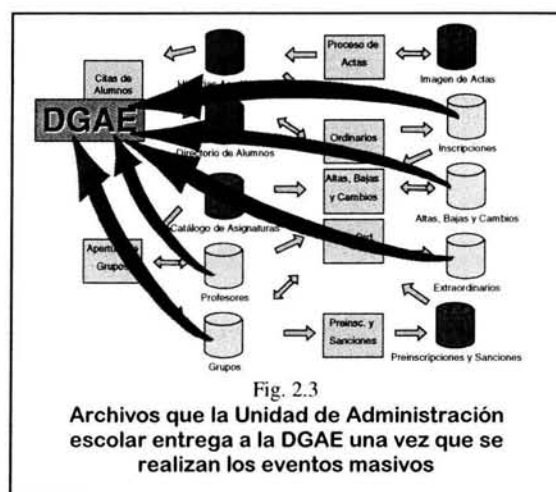 Citas de
Alumnos
Proceso de
Actas
Imagen de Actas
DGAE
Directorio de Alumnos
Ordinarios
Inscripciones
Altas, Bajas
y Cambios
Altas, Bajas y Cambios
Catálogo de Asignaturas
Grupos
Profesores
Extraordinarios
Preinsc. y
Sanciones
Grupos
Preinscripciones y Sanciones
Fig. 2.3
Archivos que la Unidad de Administración
escolar entrega a la DGAE una vez que se
realizan los eventos masivos